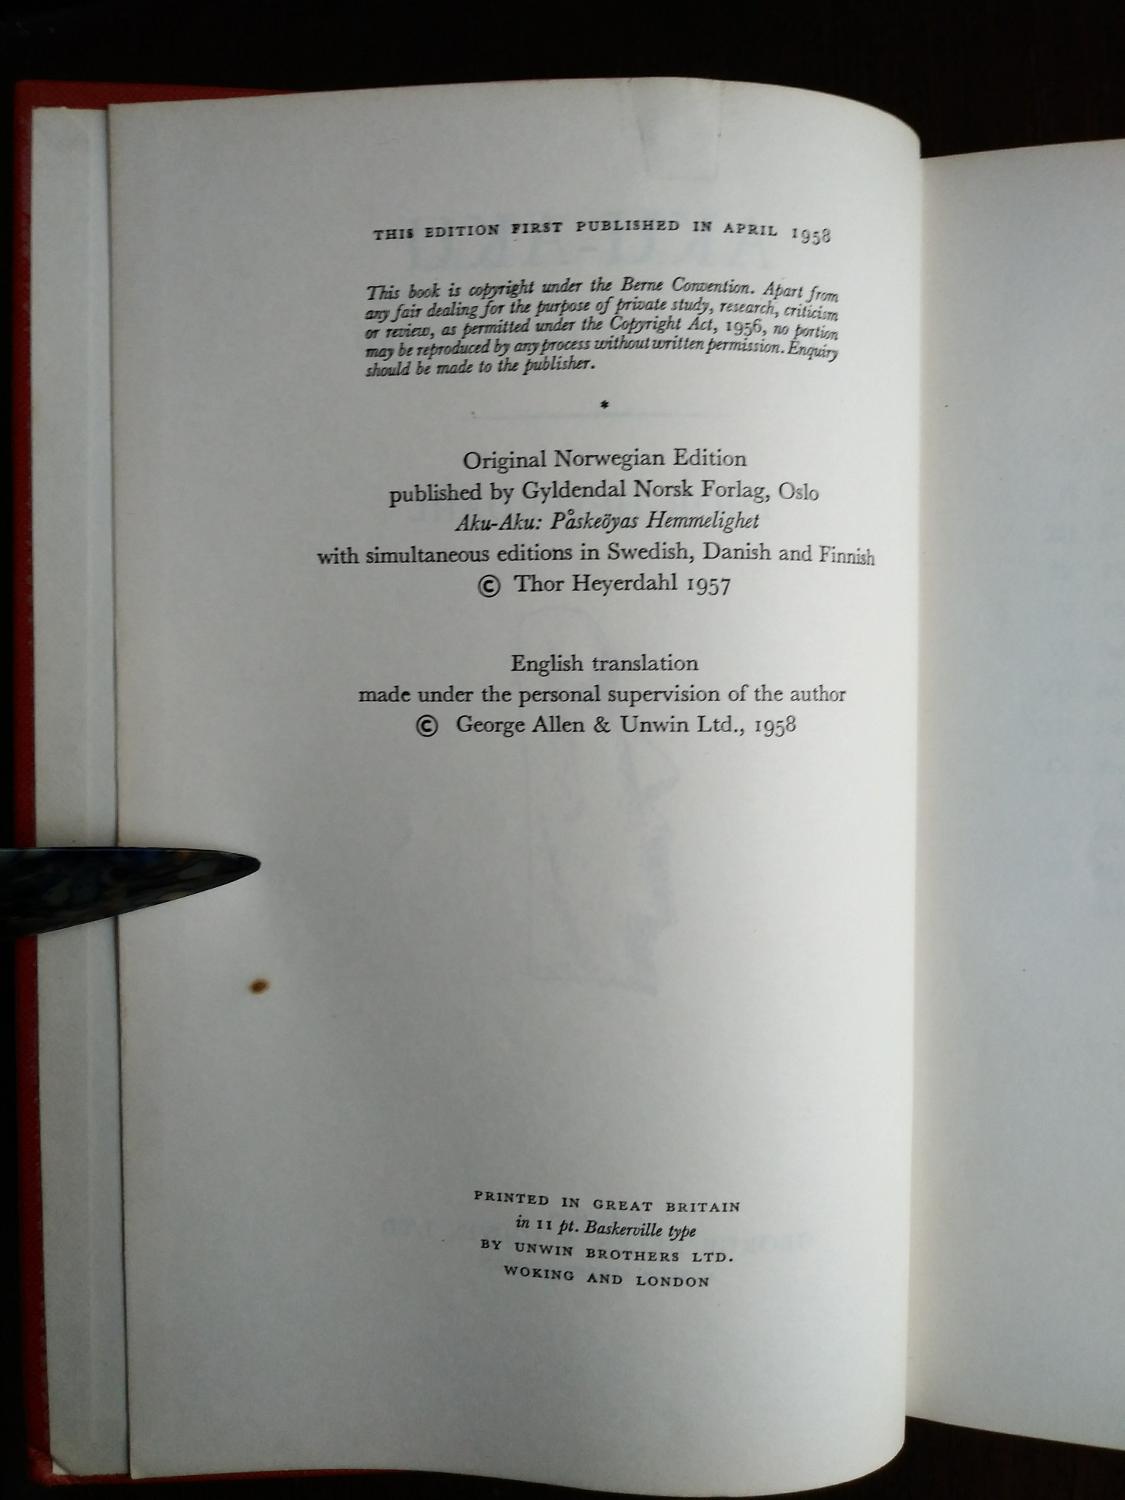 THIS EDITION FIRST PUBLISHED IN APRIL 1958
This book is copyright under the Berne Convention. Apart from
any fair dealing for the purpose of private study, research, criticism
or review, as permitted under the Copyright Act, 1956, no portion
may be reproduced by any process without written permission. Enquiry
should be made to the publisher.
*
Original Norwegian Edition
published by Gyldendal Norsk Forlag, Oslo
Aku-Aku: Påskeöyas Hemmelighet
with simultaneous editions in Swedish, Danish and Finnish
© Thor Heyerdahl 1957
English translation
made under the personal supervision of the author
© George Allen & Unwin Ltd., 1958
PRINTED IN GREAT BRITAIN
in 11 pt. Baskerville type
BY UNWIN BROTHERS LTD.
WOKING AND LONDON